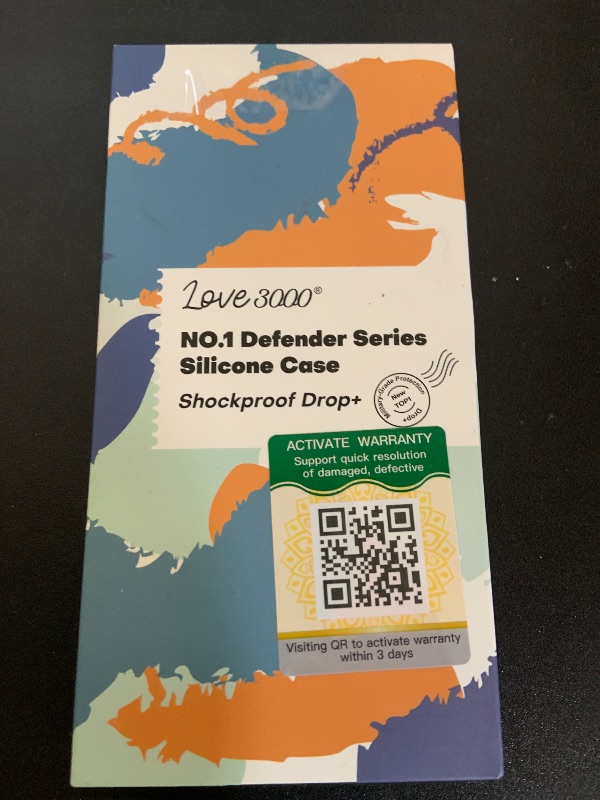 Love 3000®
NO.1 Defender Series
Silicone Case
Shockproof Drop+
Military-Grade Protection
New
TOP1
Drop+
ACTIVATE WARRANTY
Support quick resolution
of damaged, defective
Visiting QR to activate warranty
within 3 days